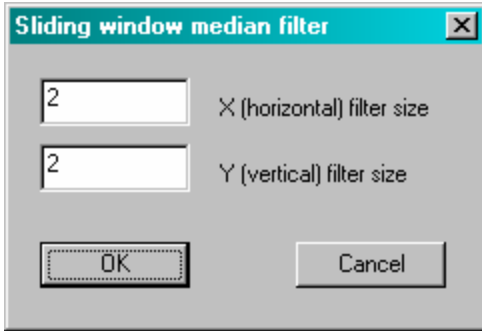 Sliding window median filter
2
X (horizontal) filter size
2
Y (vertical) filter size
OK
Cancel